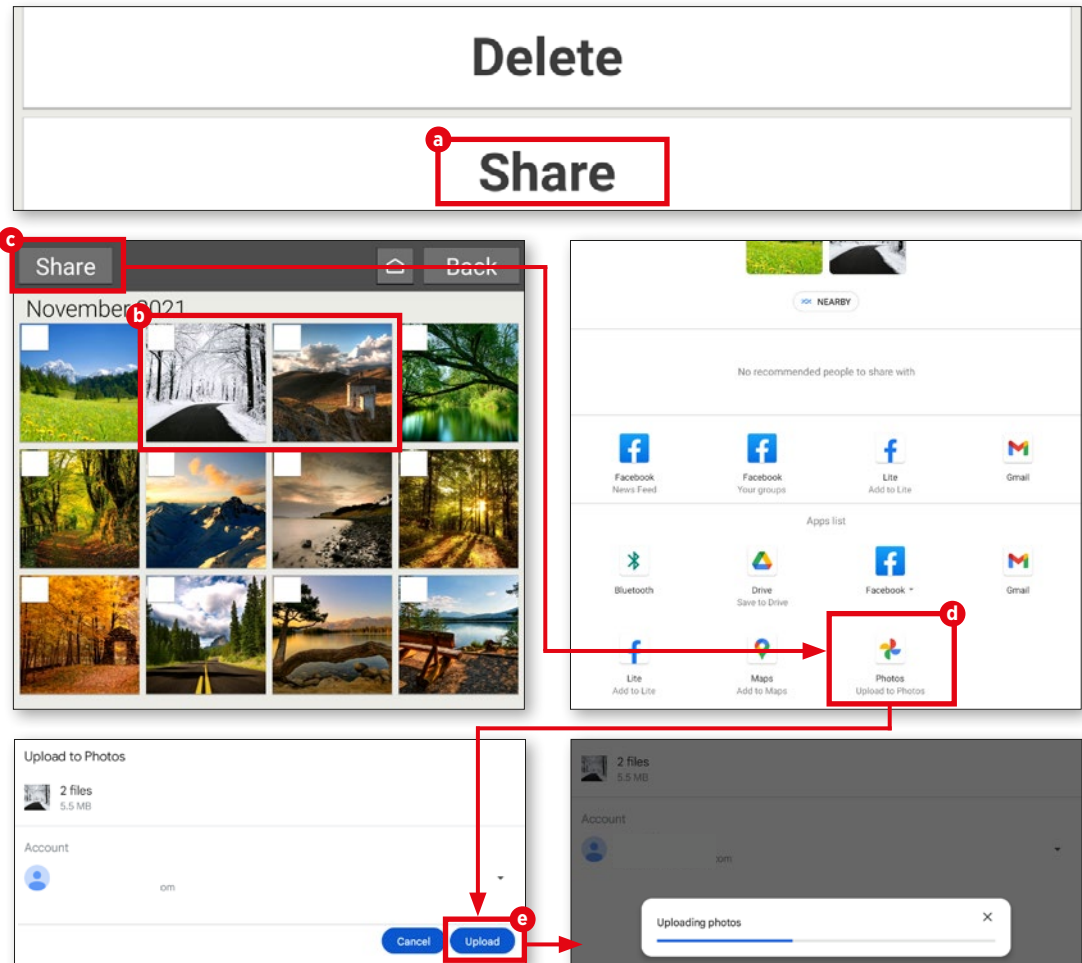 Delete
a
Share
c
Share
Back
November 2021
b
NEARBY
No recommended people to share with
Facebook
News Feed
Facebook
Your groups
Lite
Add to Lite
Gmail
Apps list
Bluetooth
Drive
Save to Drive
Facebook
Gmail
d
Lite
Add to Lite
Maps
Add to Maps
Photos
Upload to Photos
Upload to Photos
2 files
5.5 MB
Account
om
Cancel
Upload
e
2 files
5.5 MB
Account
com
Uploading photos